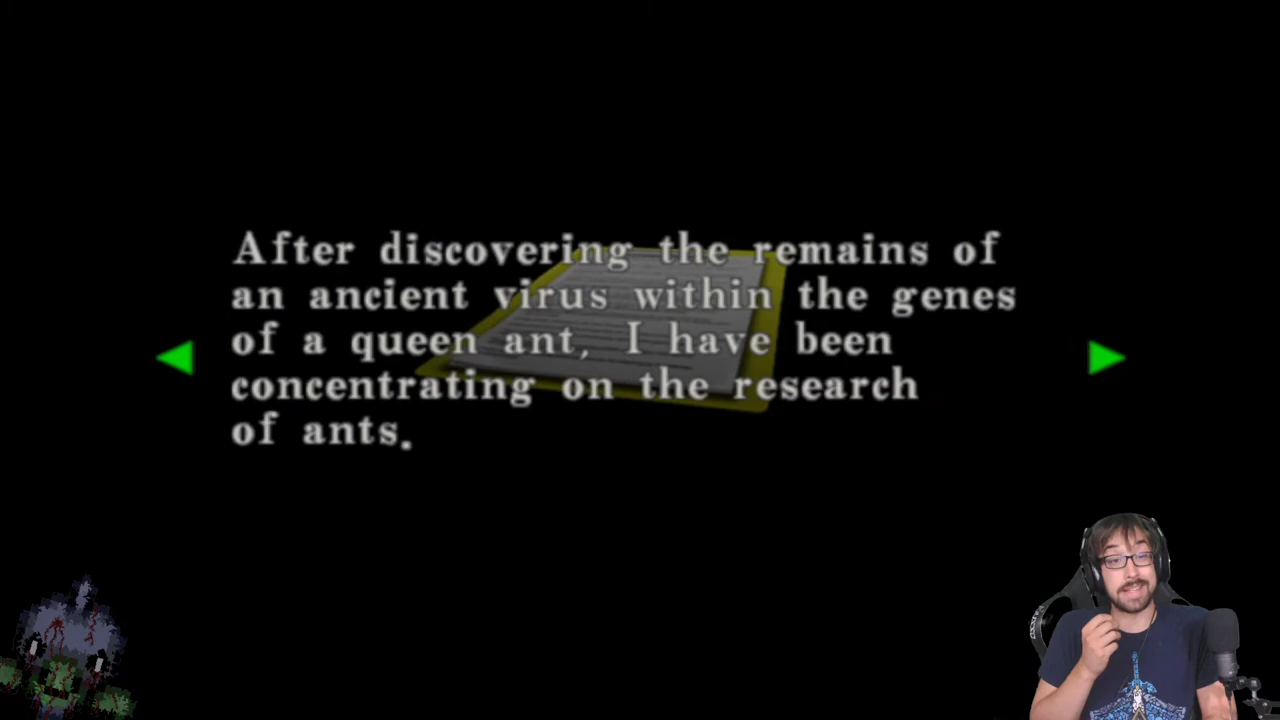 After discovering the remains of
an ancient virus within the genes
of a queen ant, I have been
concentrating on the research
of ants.